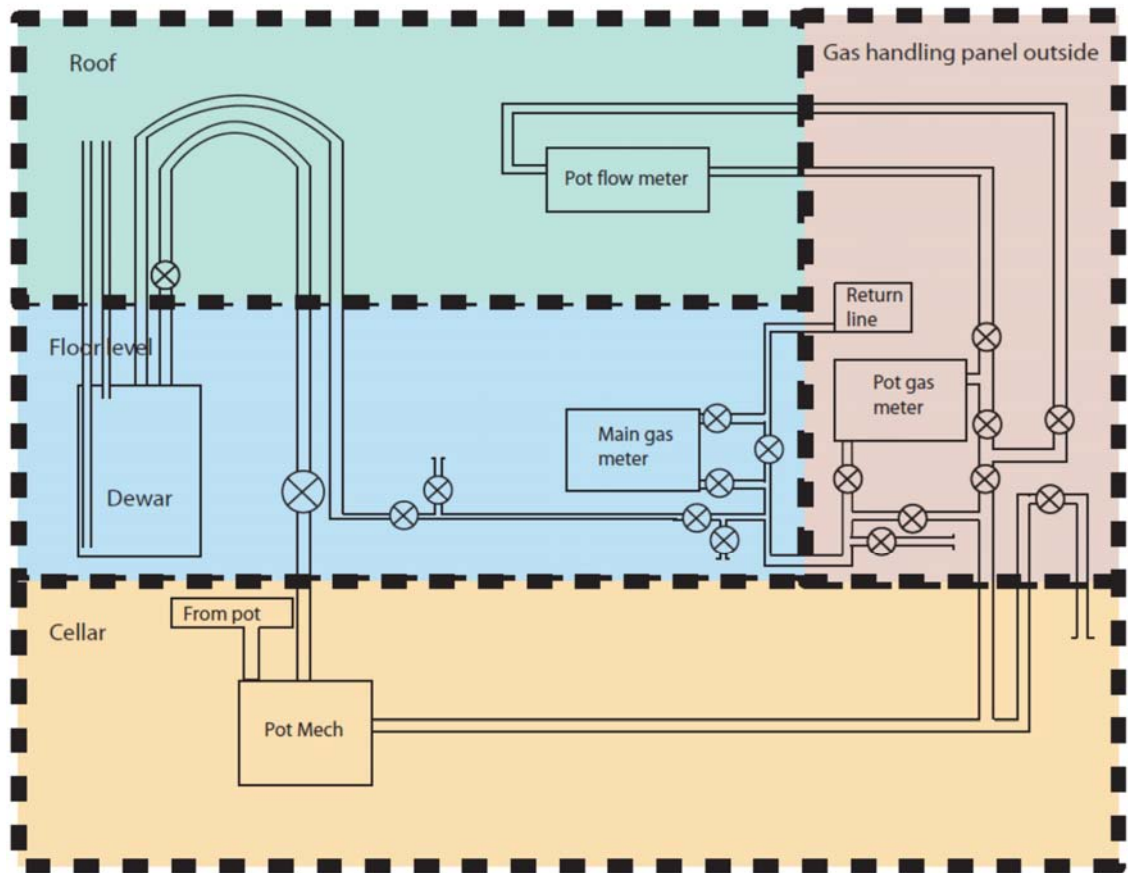 Roof
Gas handling panel outside
Pot flow meter
Return
line
Floor level
Pot gas
meter
Main gas
meter
Dewar
From pot
Cellar
Pot Mech